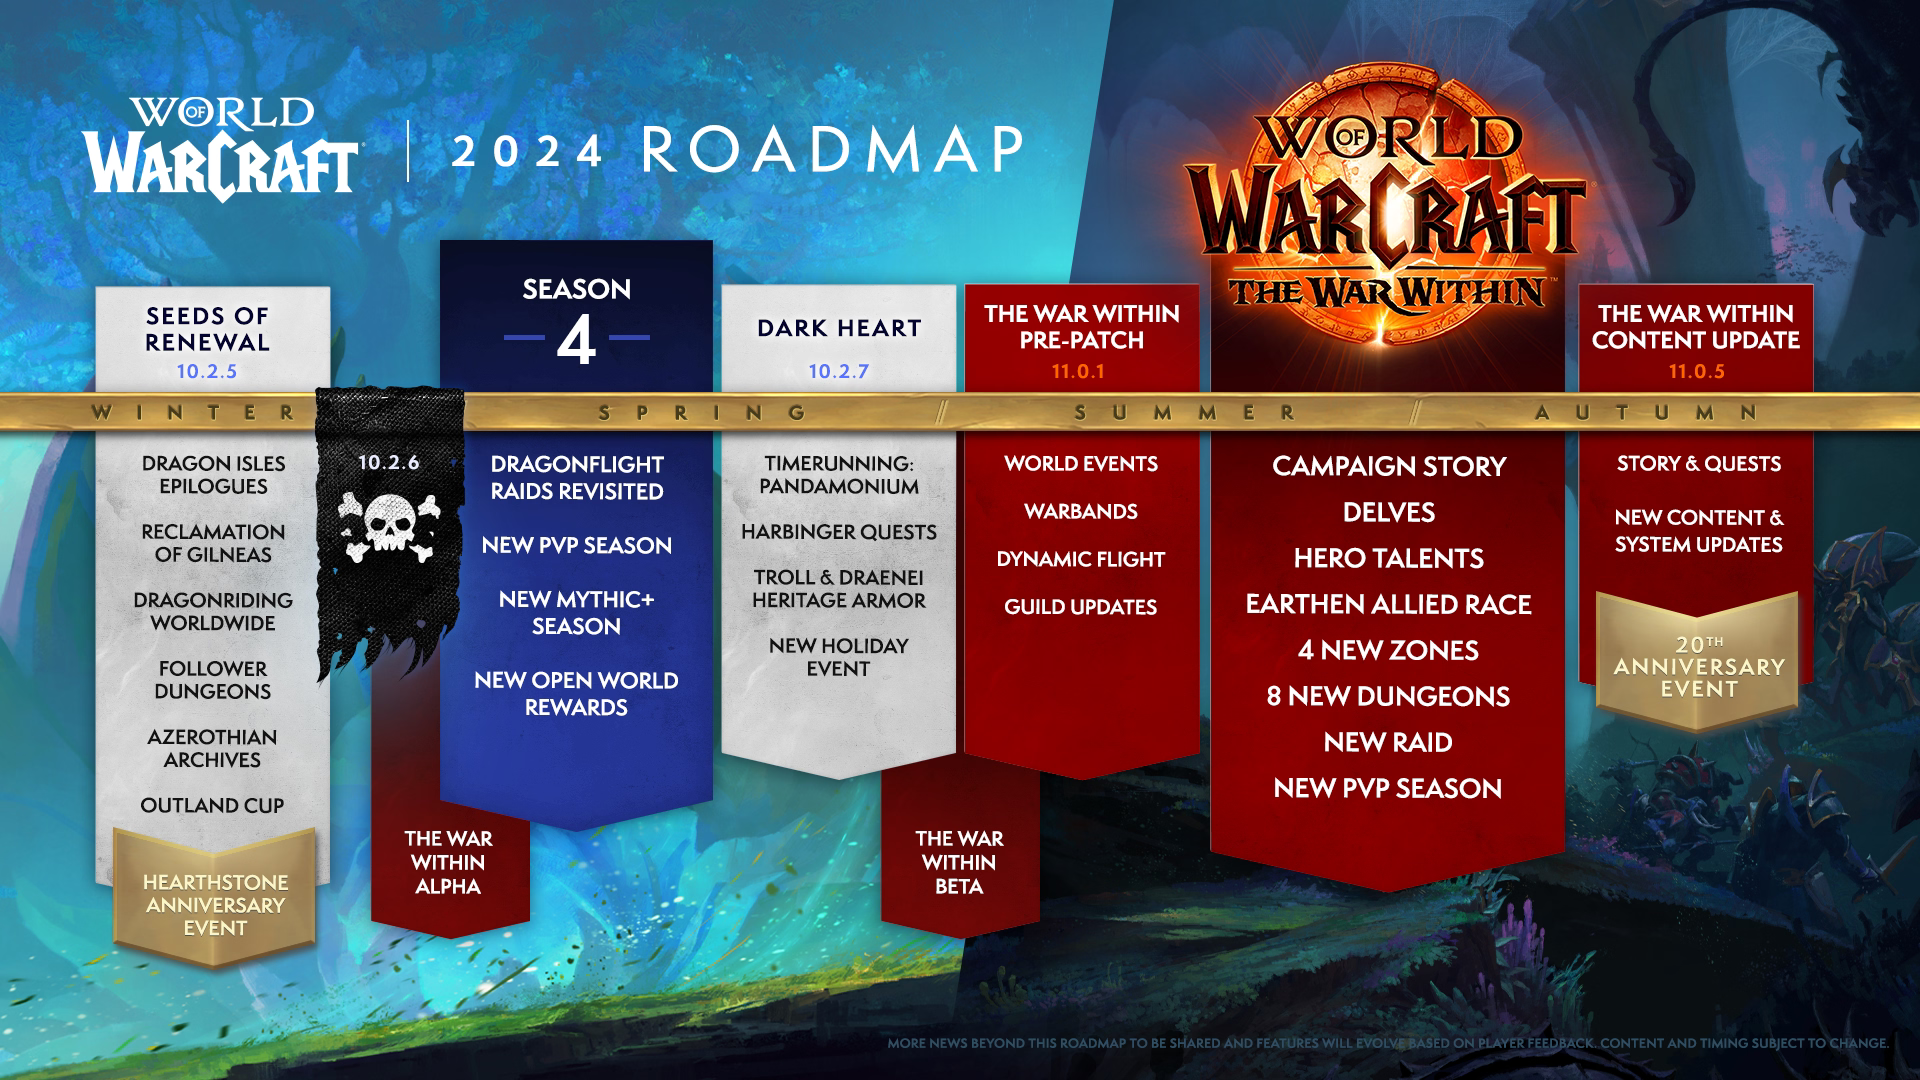 WORLD OF WARCRAFT
2024 ROADMAP
WORLD OF WARCRAFT
THE WAR WITHIN™
WINTER
SPRING
SUMMER
AUTUMN
SEEDS OF
RENEWAL
10.2.5
DRAGON ISLES
EPILOGUES
RECLAMATION
OF GILNEAS
DRAGONRIDING
WORLDWIDE
FOLLOWER
DUNGEONS
AZEROTHIAN
ARCHIVES
OUTLAND CUP
HEARTHSTONE
ANNIVERSARY
EVENT
10.2.6
THE WAR
WITHIN
ALPHA
SEASON
4
DRAGONFLIGHT
RAIDS REVISITED
NEW PVP SEASON
NEW MYTHIC+
SEASON
NEW OPEN WORLD
REWARDS
DARK HEART
10.2.7
TIMERUNNING:
PANDAMONIUM
HARBINGER QUESTS
TROLL & DRAENEI
HERITAGE ARMOR
NEW HOLIDAY
EVENT
THE WAR
WITHIN
BETA
THE WAR WITHIN
PRE-PATCH
11.0.1
WORLD EVENTS
WARBANDS
DYNAMIC FLIGHT
GUILD UPDATES
CAMPAIGN STORY
DELVES
HERO TALENTS
EARTHEN ALLIED RACE
4 NEW ZONES
8 NEW DUNGEONS
NEW RAID
NEW PVP SEASON
THE WAR WITHIN
CONTENT UPDATE
11.0.5
STORY & QUESTS
NEW CONTENT &
SYSTEM UPDATES
20TH
ANNIVERSARY
EVENT
MORE NEWS BEYOND THIS ROADMAP TO BE SHARED AND FEATURES WILL EVOLVE BASED ON PLAYER FEEDBACK. CONTENT AND TIMING SUBJECT TO CHANGE.